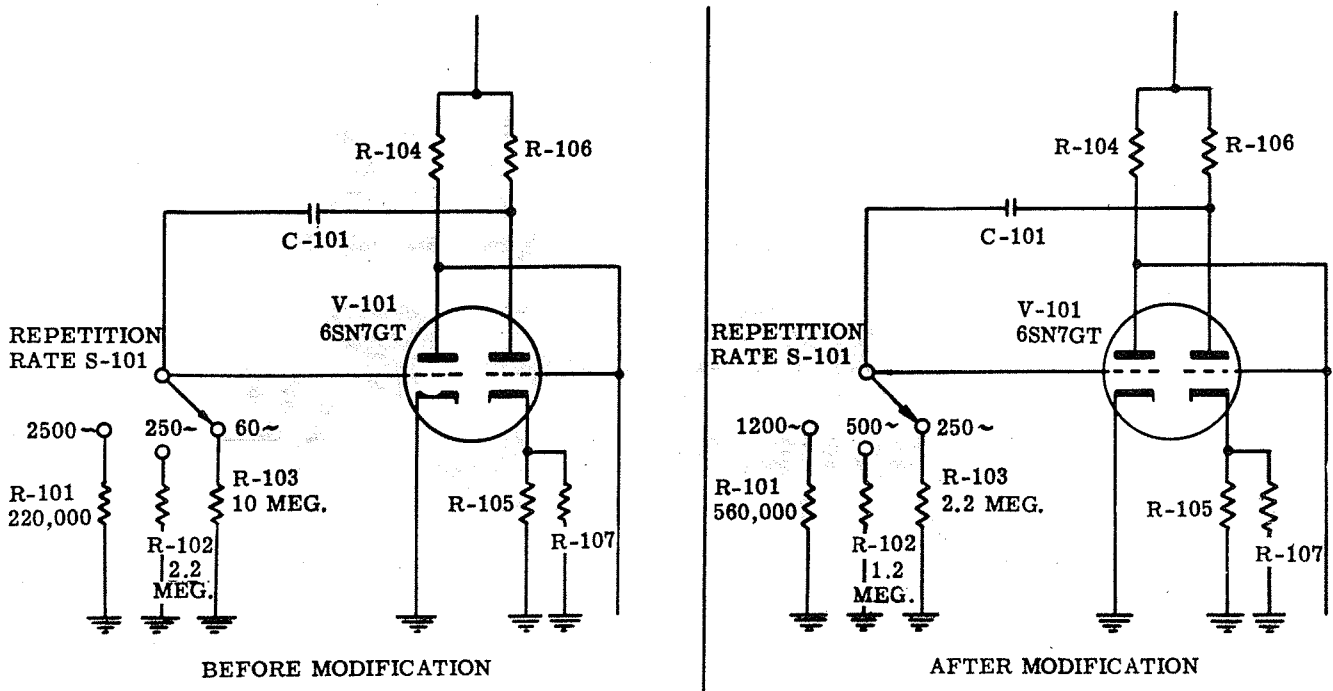 R-104
R-106
C-101
V-101
6SN7GT
REPETITION
RATE S-101
2500~
250~
60~
R-101
220,000
R-103
10 MEG.
R-102
2.2
MEG.
R-105
R-107
BEFORE MODIFICATION
R-104
R-106
C-101
V-101
6SN7GT
REPETITION
RATE S-101
1200~
500~
250~
R-101
560,000
R-103
2.2 MEG.
R-102
1.2
MEG.
R-105
R-107
AFTER MODIFICATION